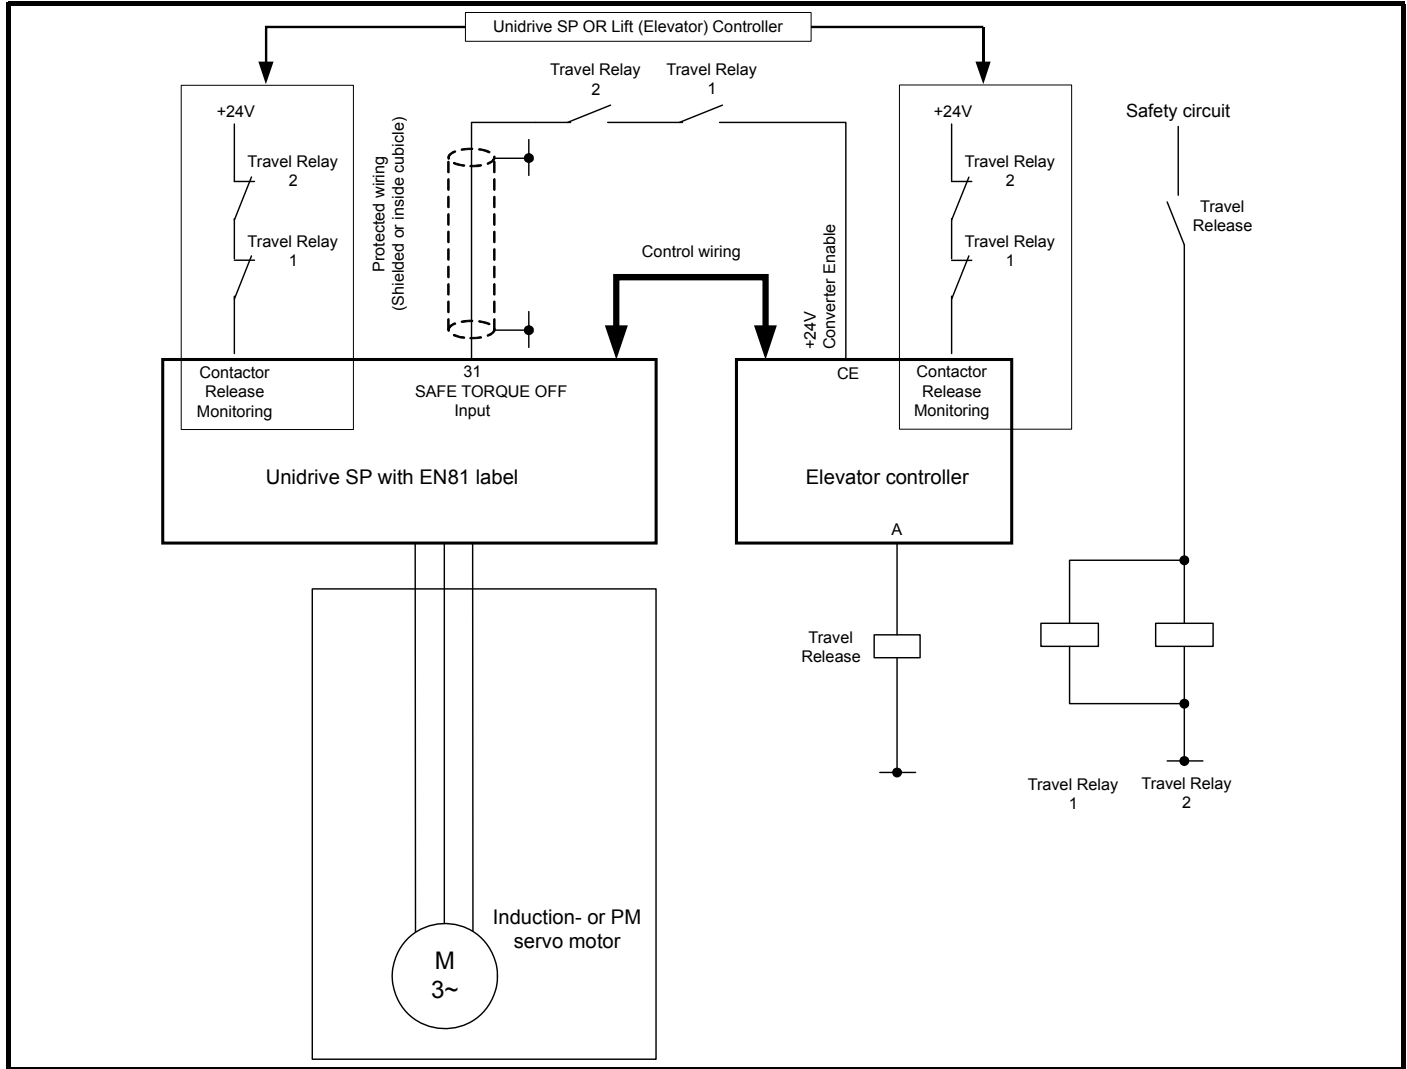 Unidrive SP OR Lift (Elevator) Controller
Travel Relay
2
Travel Relay
1
+24V
Travel Relay
2
Travel Relay
1
Protected wiring
(Shielded or inside cubicle)
Control wiring
+24V
Converter Enable
+24V
Travel Relay
2
Travel Relay
1
Safety circuit
Travel
Release
Contactor
Release
Monitoring
31
SAFE TORQUE OFF
Input
Unidrive SP with EN81 label
CE
Contactor
Release
Monitoring
Elevator controller
A
Travel
Release
Travel Relay
1
Travel Relay
2
Induction- or PM
servo motor
M
3~